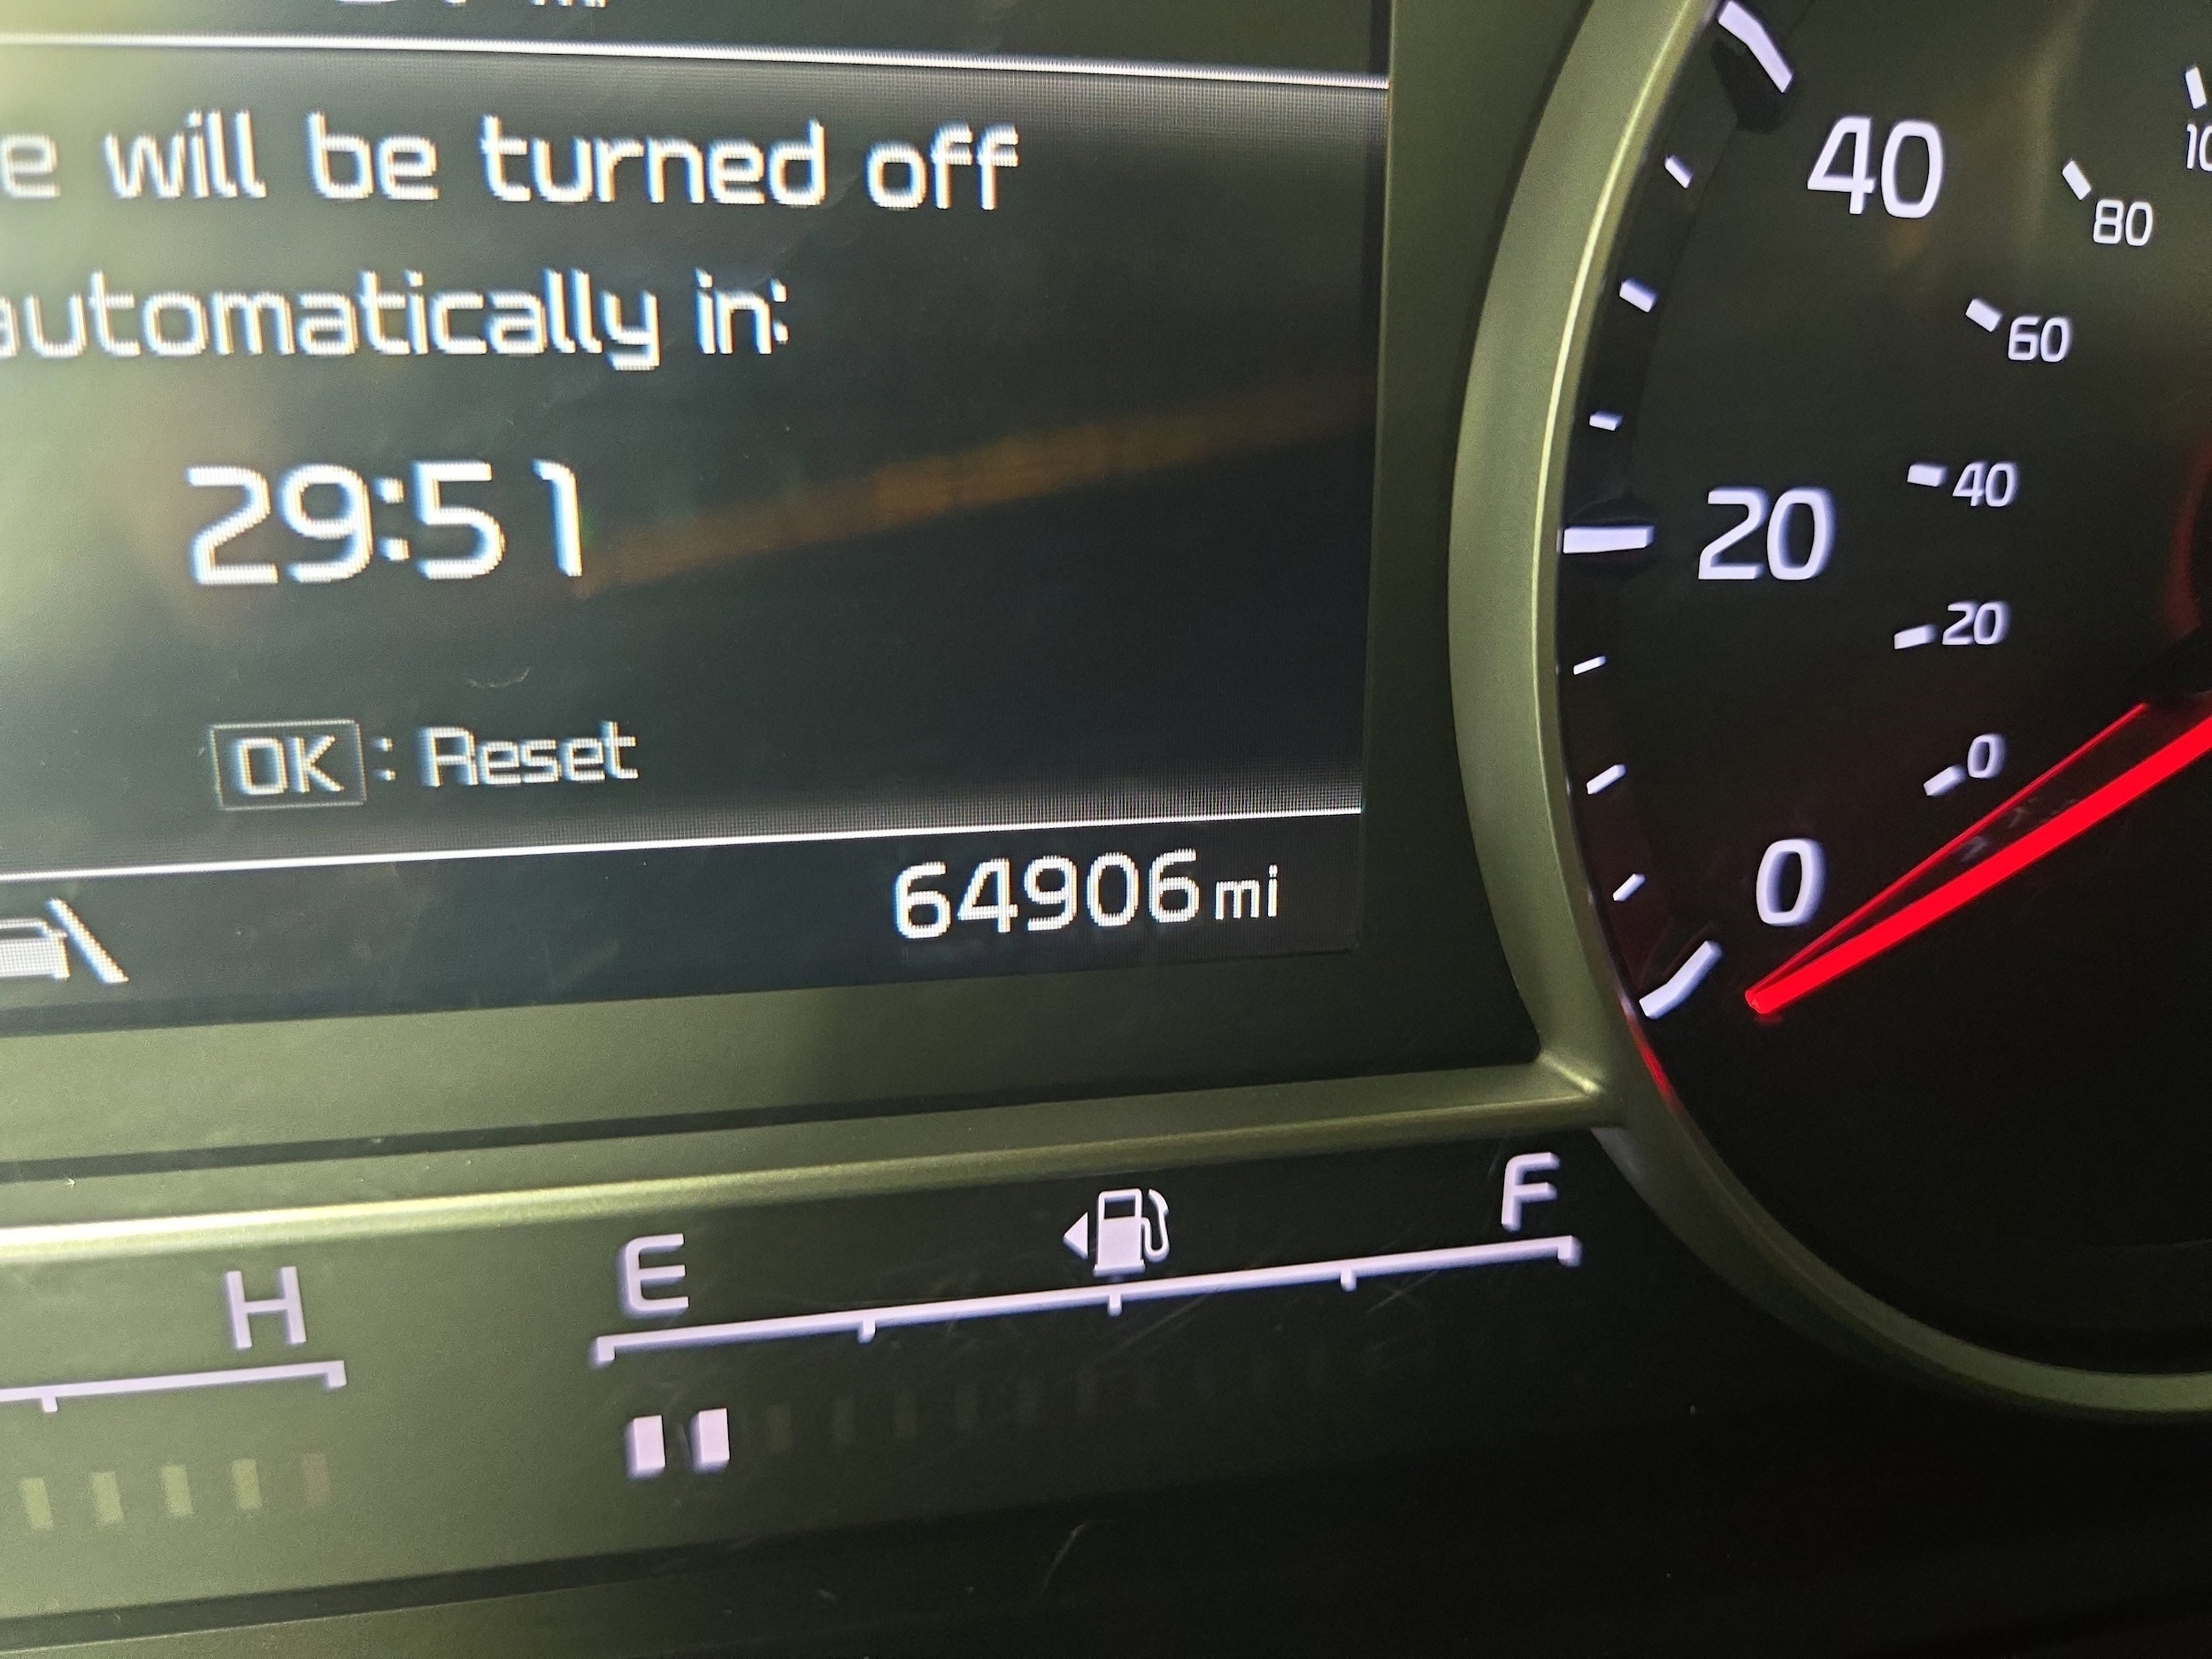 e will be turned off
automatically in:
29:51
OK : Reset
64906 mi
40
20
0
80
60
40
20
0
H
E
F